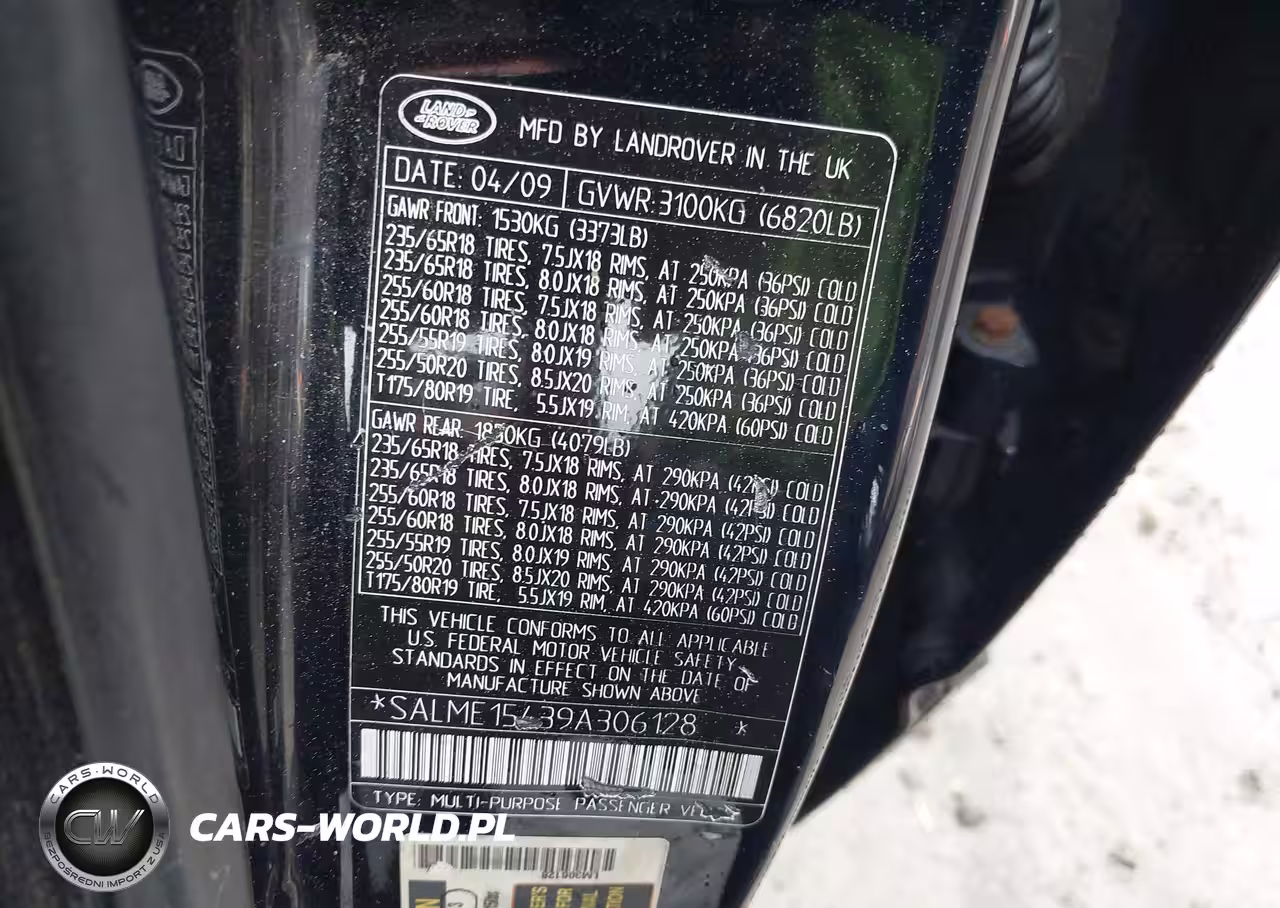 LAND ROVER
MFD BY LANDROVER IN THE UK
DATE: 04/09 GVWR:3100KG (6820LB)
GAWR FRONT: 1530KG (3373LB)
235/65R18 TIRES, 7.5JX18 RIMS, AT 250KPA (36PSI) COLD
235/65R18 TIRES, 8.0JX18 RIMS, AT 250KPA (36PSI) COLD
255/60R18 TIRES, 7.5JX18 RIMS, AT 250KPA (36PSI) COLD
255/60R18 TIRES, 8.0JX18 RIMS, AT 250KPA (36PSI) COLD
255/55R19 TIRES, 8.0JX19 RIMS, AT 250KPA (36PSI) COLD
255/50R20 TIRES, 8.5JX20 RIMS, AT 250KPA (36PSI) COLD
T175/80R19 TIRE, 5.5JX19 RIM, AT 420KPA (60PSI) COLD
GAWR REAR: (4079LB)
235/65R18 TIRES, 7.5JX18 RIMS, AT 290KPA (42PSI) COLD
235/65R18 TIRES, 8.0JX18 RIMS, AT 290KPA (42PSI) COLD
255/60R18 TIRES, 7.5JX18 RIMS, AT 290KPA (42PSI) COLD
255/60R18 TIRES, 8.0JX18 RIMS, AT 290KPA (42PSI) COLD
255/55R19 TIRES, 8.0JX19 RIMS, AT 290KPA (42PSI) COLD
255/50R20 TIRES, 8.5JX20 RIMS, AT 290KPA (42PSI) COLD
T175/80R19 TIRE, 5.5JX19 RIM, AT 420KPA (60PSI) COLD
THIS VEHICLE CONFORMS TO ALL APPLICABLE
U.S. FEDERAL MOTOR VEHICLE SAFETY
STANDARDS IN EFFECT ON THE DATE OF
MANUFACTURE SHOWN ABOVE
TYPE: MULTI-PURPOSE PASSENGER
LM306128
CARS-WORLD
CW
BEZPOŚREDNI IMPORT Z USA
CARS-WORLD.PL